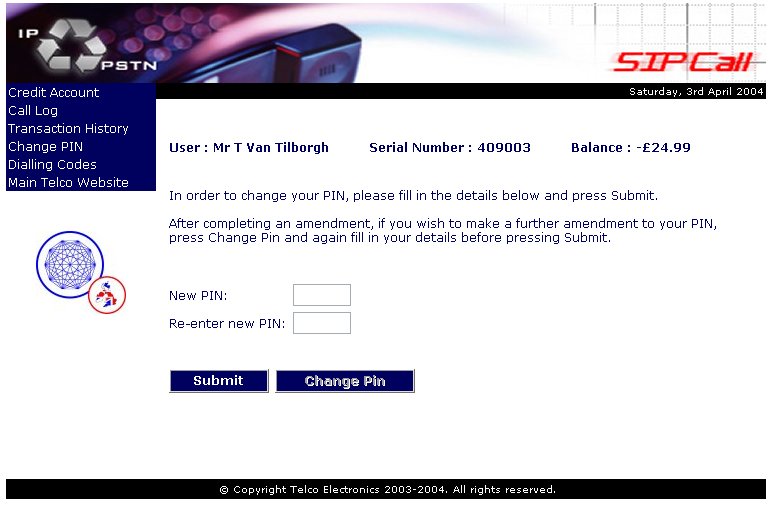 IP
PSTN
SIPCall
Saturday, 3rd April 2004
Credit Account
Call Log
Transaction History
Change PIN
Dialling Codes
Main Telco Website
User : Mr T Van Tilborgh Serial Number : 409003 Balance : -£24.99
In order to change your PIN, please fill in the details below and press Submit.
After completing an amendment, if you wish to make a further amendment to your PIN,
press Change Pin and again fill in your details before pressing Submit.
New PIN:
Re-enter new PIN:
Submit Change Pin
© Copyright Telco Electronics 2003-2004. All rights reserved.